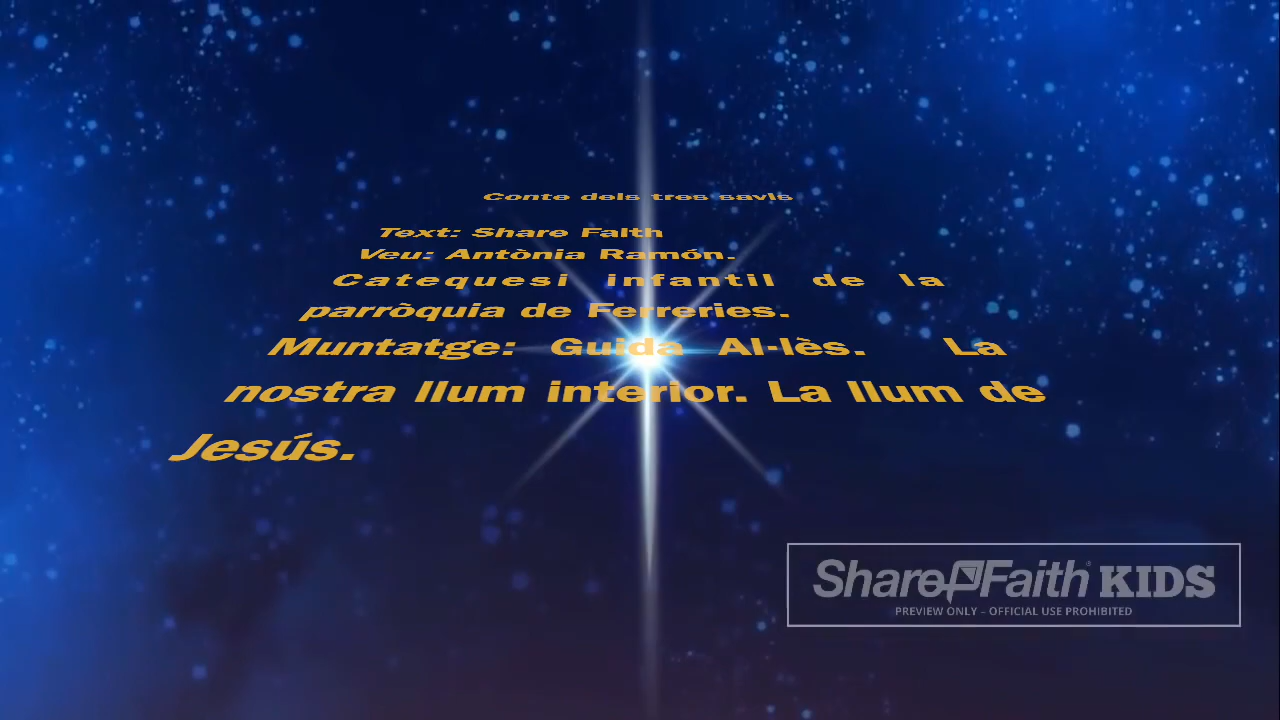 Conte dels tres savis
Text: Share Faith
Veu: Antònia Ramón.
Catequesi infantil de la
parròquia de Ferreries.
Muntatge: Guida Al·lès. La
nostra llum interior. La llum de
Jesús.
ShareFaith KIDS
PREVIEW ONLY - OFFICIAL USE PROHIBITED